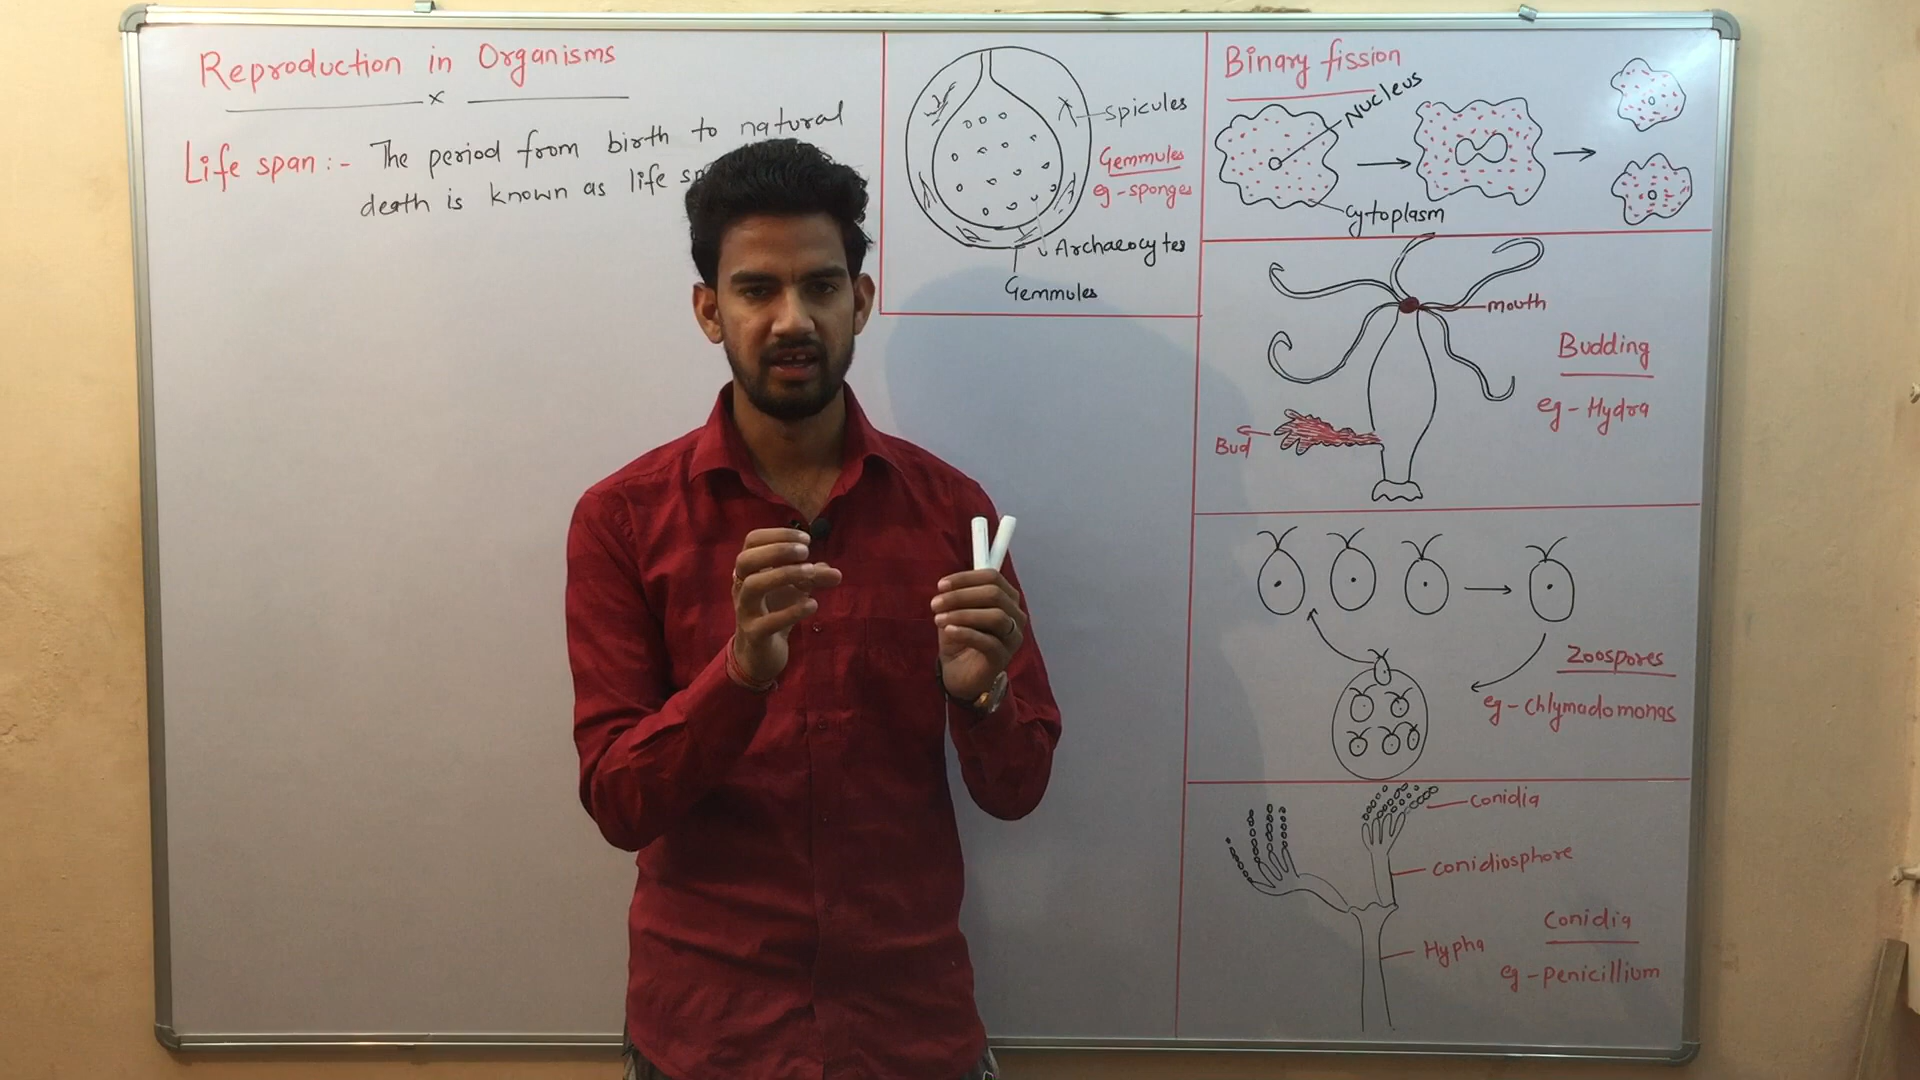 Reproduction in Organisms
x
Life span :- The period from birth to natural
death is known as life sp
Spicules
Gemmules
eg - sponges
Archaeocytes
Gemmules
Binary fission
Nucleus
Cytoplasm
mouth
Budding
eg - Hydra
Bud
Zoospores
eg - chlymadomonas
Conidia
Conidiosphore
Conidia
Hypha
eg - penicillium